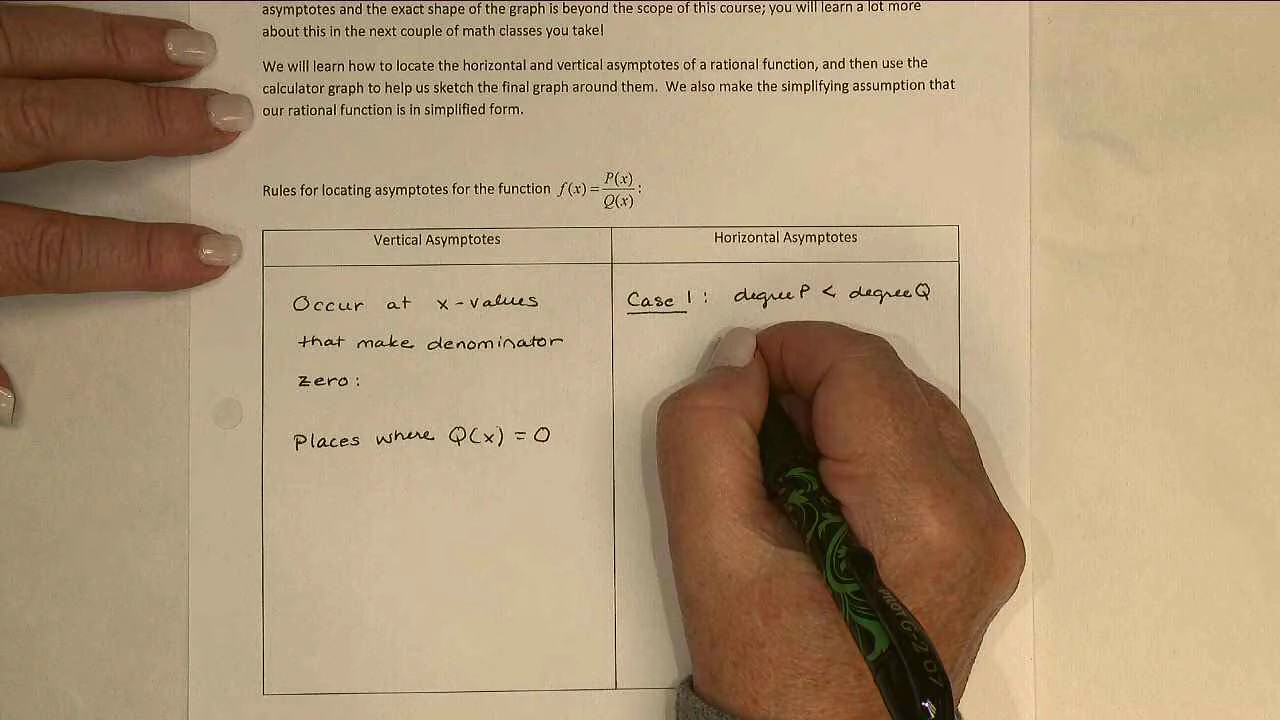 asymptotes and the exact shape of the graph is beyond the scope of this course; you will learn a lot more
about this in the next couple of math classes you take!
We will learn how to locate the horizontal and vertical asymptotes of a rational function, and then use the
calculator graph to help us sketch the final graph around them. We also make the simplifying assumption that
our rational function is in simplified form.
Rules for locating asymptotes for the function f(x) = P(x)/Q(x):
Vertical Asymptotes
Occur at x-values
that make denominator
zero:
Places where Q(x) = 0
Horizontal Asymptotes
Case 1: degree P < degree Q
PILOT G-2 07